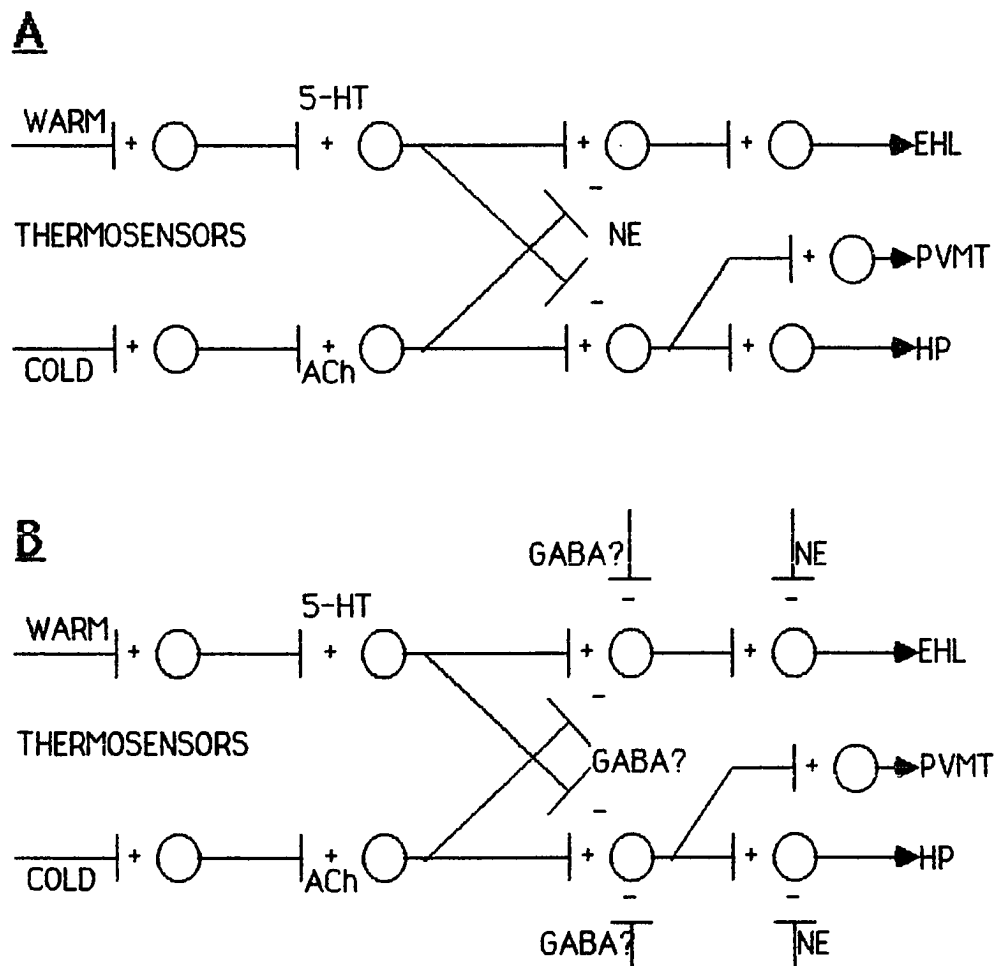 A
5-HT
WARM + + + + EHL
-
THERMOSENSORS NE + PVMT
-
+ + + + HP
COLD ACh
B
GABA? NE
- -
5-HT
WARM + + + + EHL
-
THERMOSENSORS GABA? + PVMT
-
+ + + + HP
COLD ACh
- -
GABA? NE